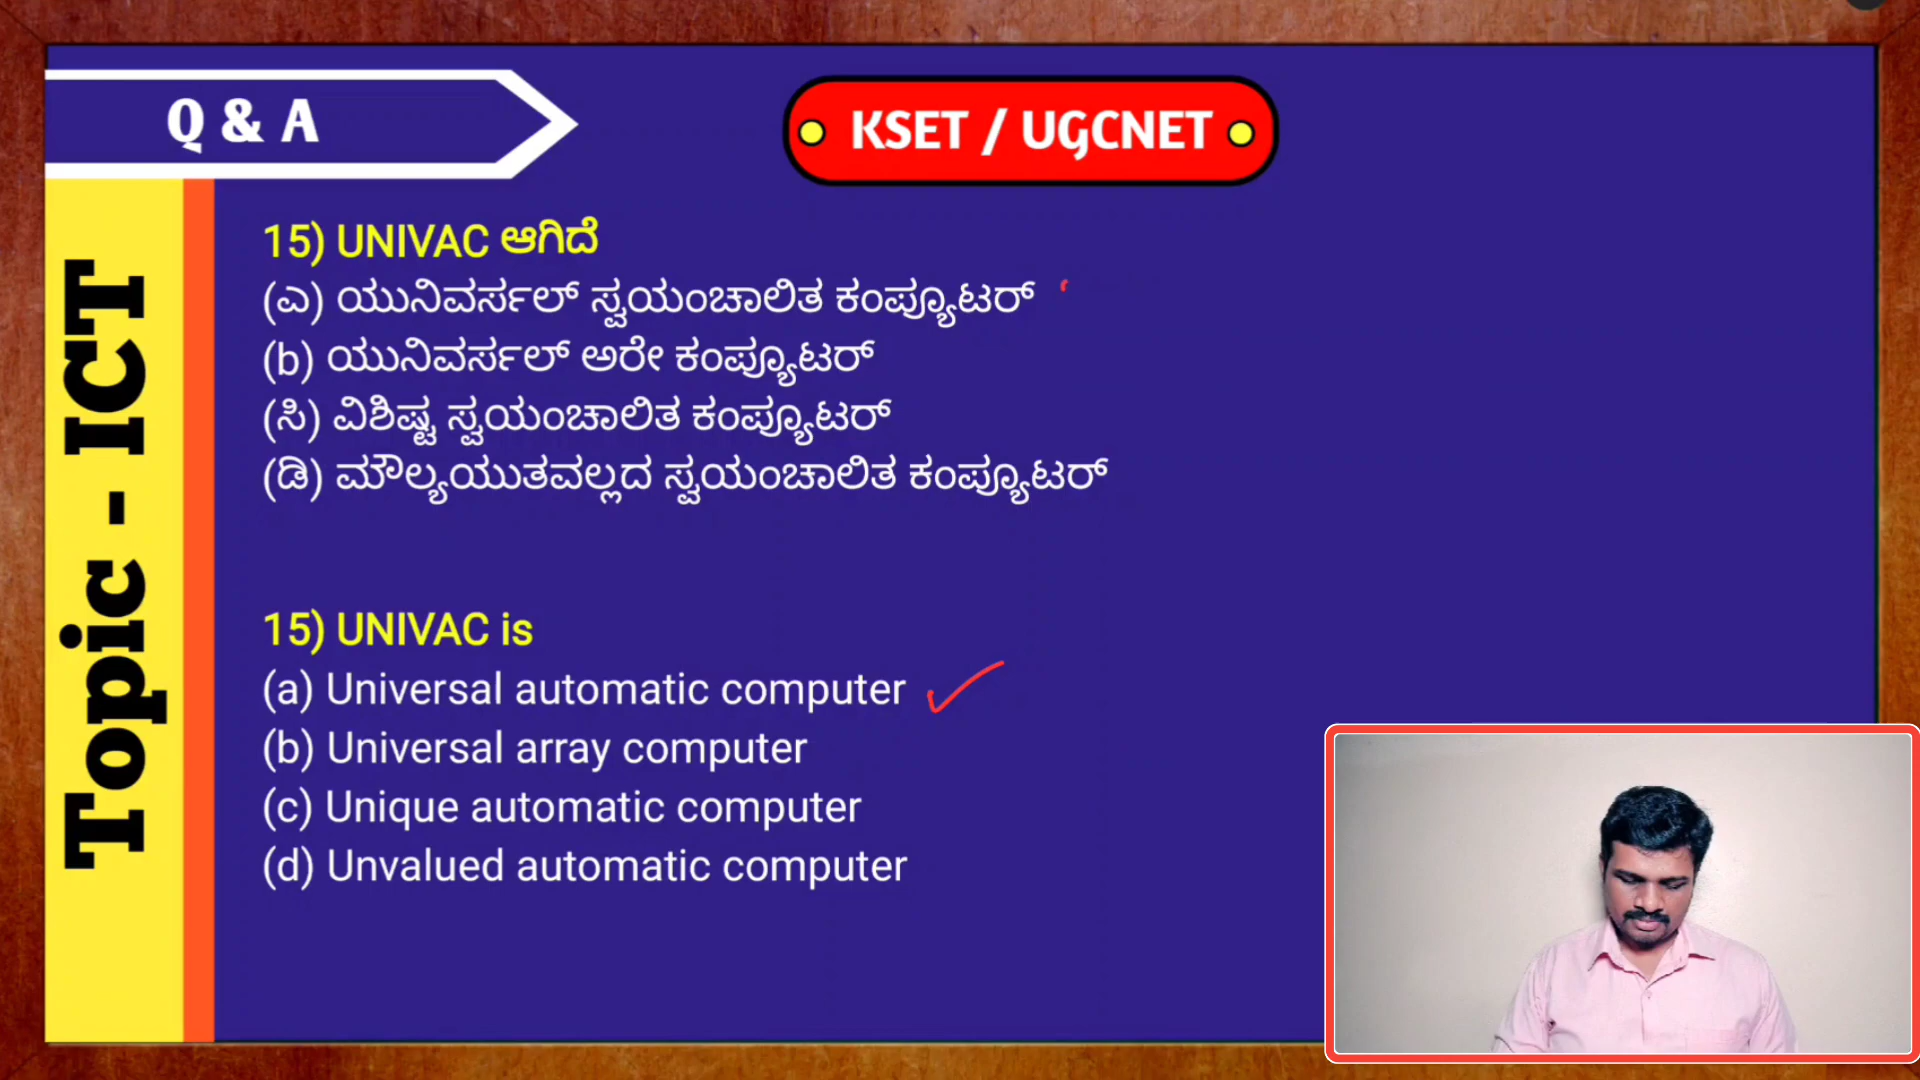 Q & A
KSET / UGCNET
Topic - ICT
15) UNIVAC ಆಗಿದೆ
(ಎ) ಯುನಿವರ್ಸಲ್ ಸ್ವಯಂಚಾಲಿತ ಕಂಪ್ಯೂಟರ್
(b) ಯುನಿವರ್ಸಲ್ ಅರೇ ಕಂಪ್ಯೂಟರ್
(ಸಿ) ವಿಶಿಷ್ಟ ಸ್ವಯಂಚಾಲಿತ ಕಂಪ್ಯೂಟರ್
(ಡಿ) ಮೌಲ್ಯಯುತವಲ್ಲದ ಸ್ವಯಂಚಾಲಿತ ಕಂಪ್ಯೂಟರ್
15) UNIVAC is
(a) Universal automatic computer
(b) Universal array computer
(c) Unique automatic computer
(d) Unvalued automatic computer